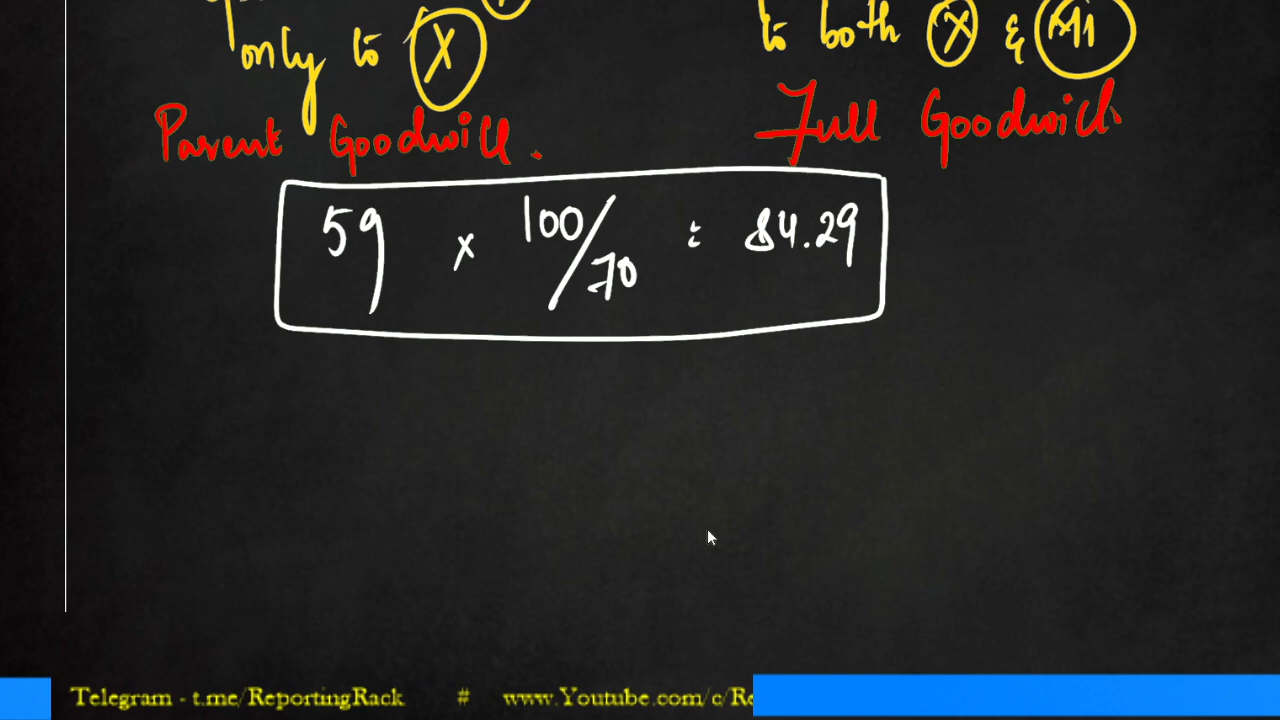 only to X
to both X &
Parent Goodwill.
Full Goodwill.
59 x 100/70 = 84.29
Telegram - t.me/ReportingRack # www.Youtube.com/c/Re